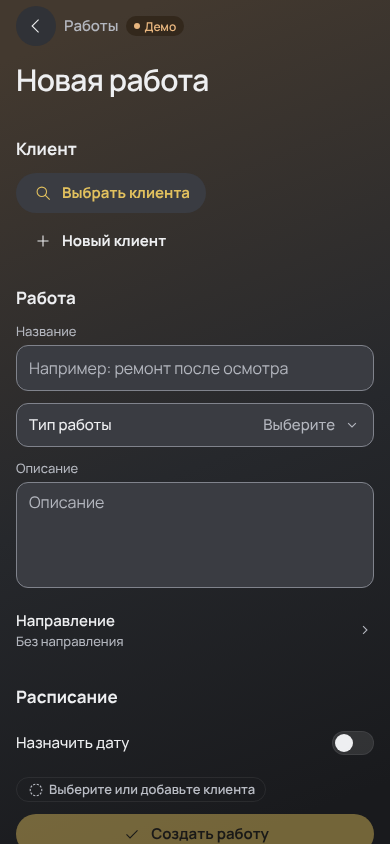 Работы
Демо
Новая работа
Клиент
Выбрать клиента
Новый клиент
Работа
Название
Например: ремонт после осмотра
Тип работы
Выберите
Описание
Описание
Направление
Без направления
Расписание
Назначить дату
Выберите или добавьте клиента
Создать работу